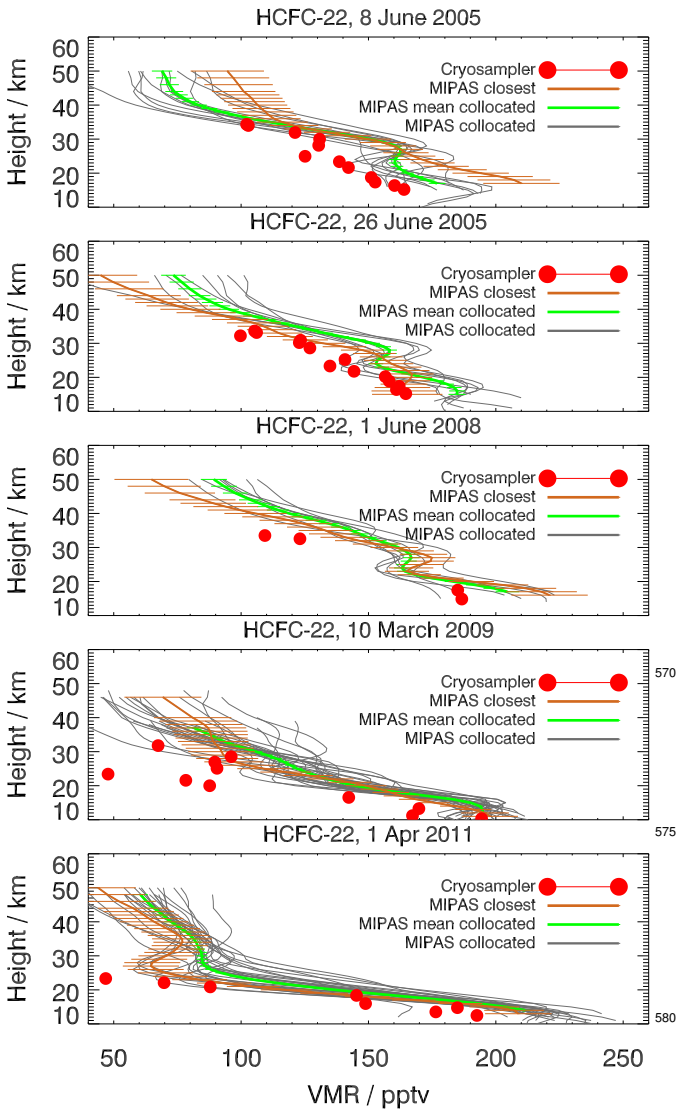 HCFC-22, 8 June 2005
60
50
40
30
20
10
Height / km
Cryosampler
MIPAS closest
MIPAS mean collocated
MIPAS collocated
HCFC-22, 26 June 2005
60
50
40
30
20
10
Height / km
Cryosampler
MIPAS closest
MIPAS mean collocated
MIPAS collocated
HCFC-22, 1 June 2008
60
50
40
30
20
10
Height / km
Cryosampler
MIPAS closest
MIPAS mean collocated
MIPAS collocated
HCFC-22, 10 March 2009
60
50
40
30
20
10
Height / km
Cryosampler
MIPAS closest
MIPAS mean collocated
MIPAS collocated
570
575
HCFC-22, 1 Apr 2011
60
50
40
30
20
10
Height / km
Cryosampler
MIPAS closest
MIPAS mean collocated
MIPAS collocated
580
50 100 150 200 250
VMR / pptv